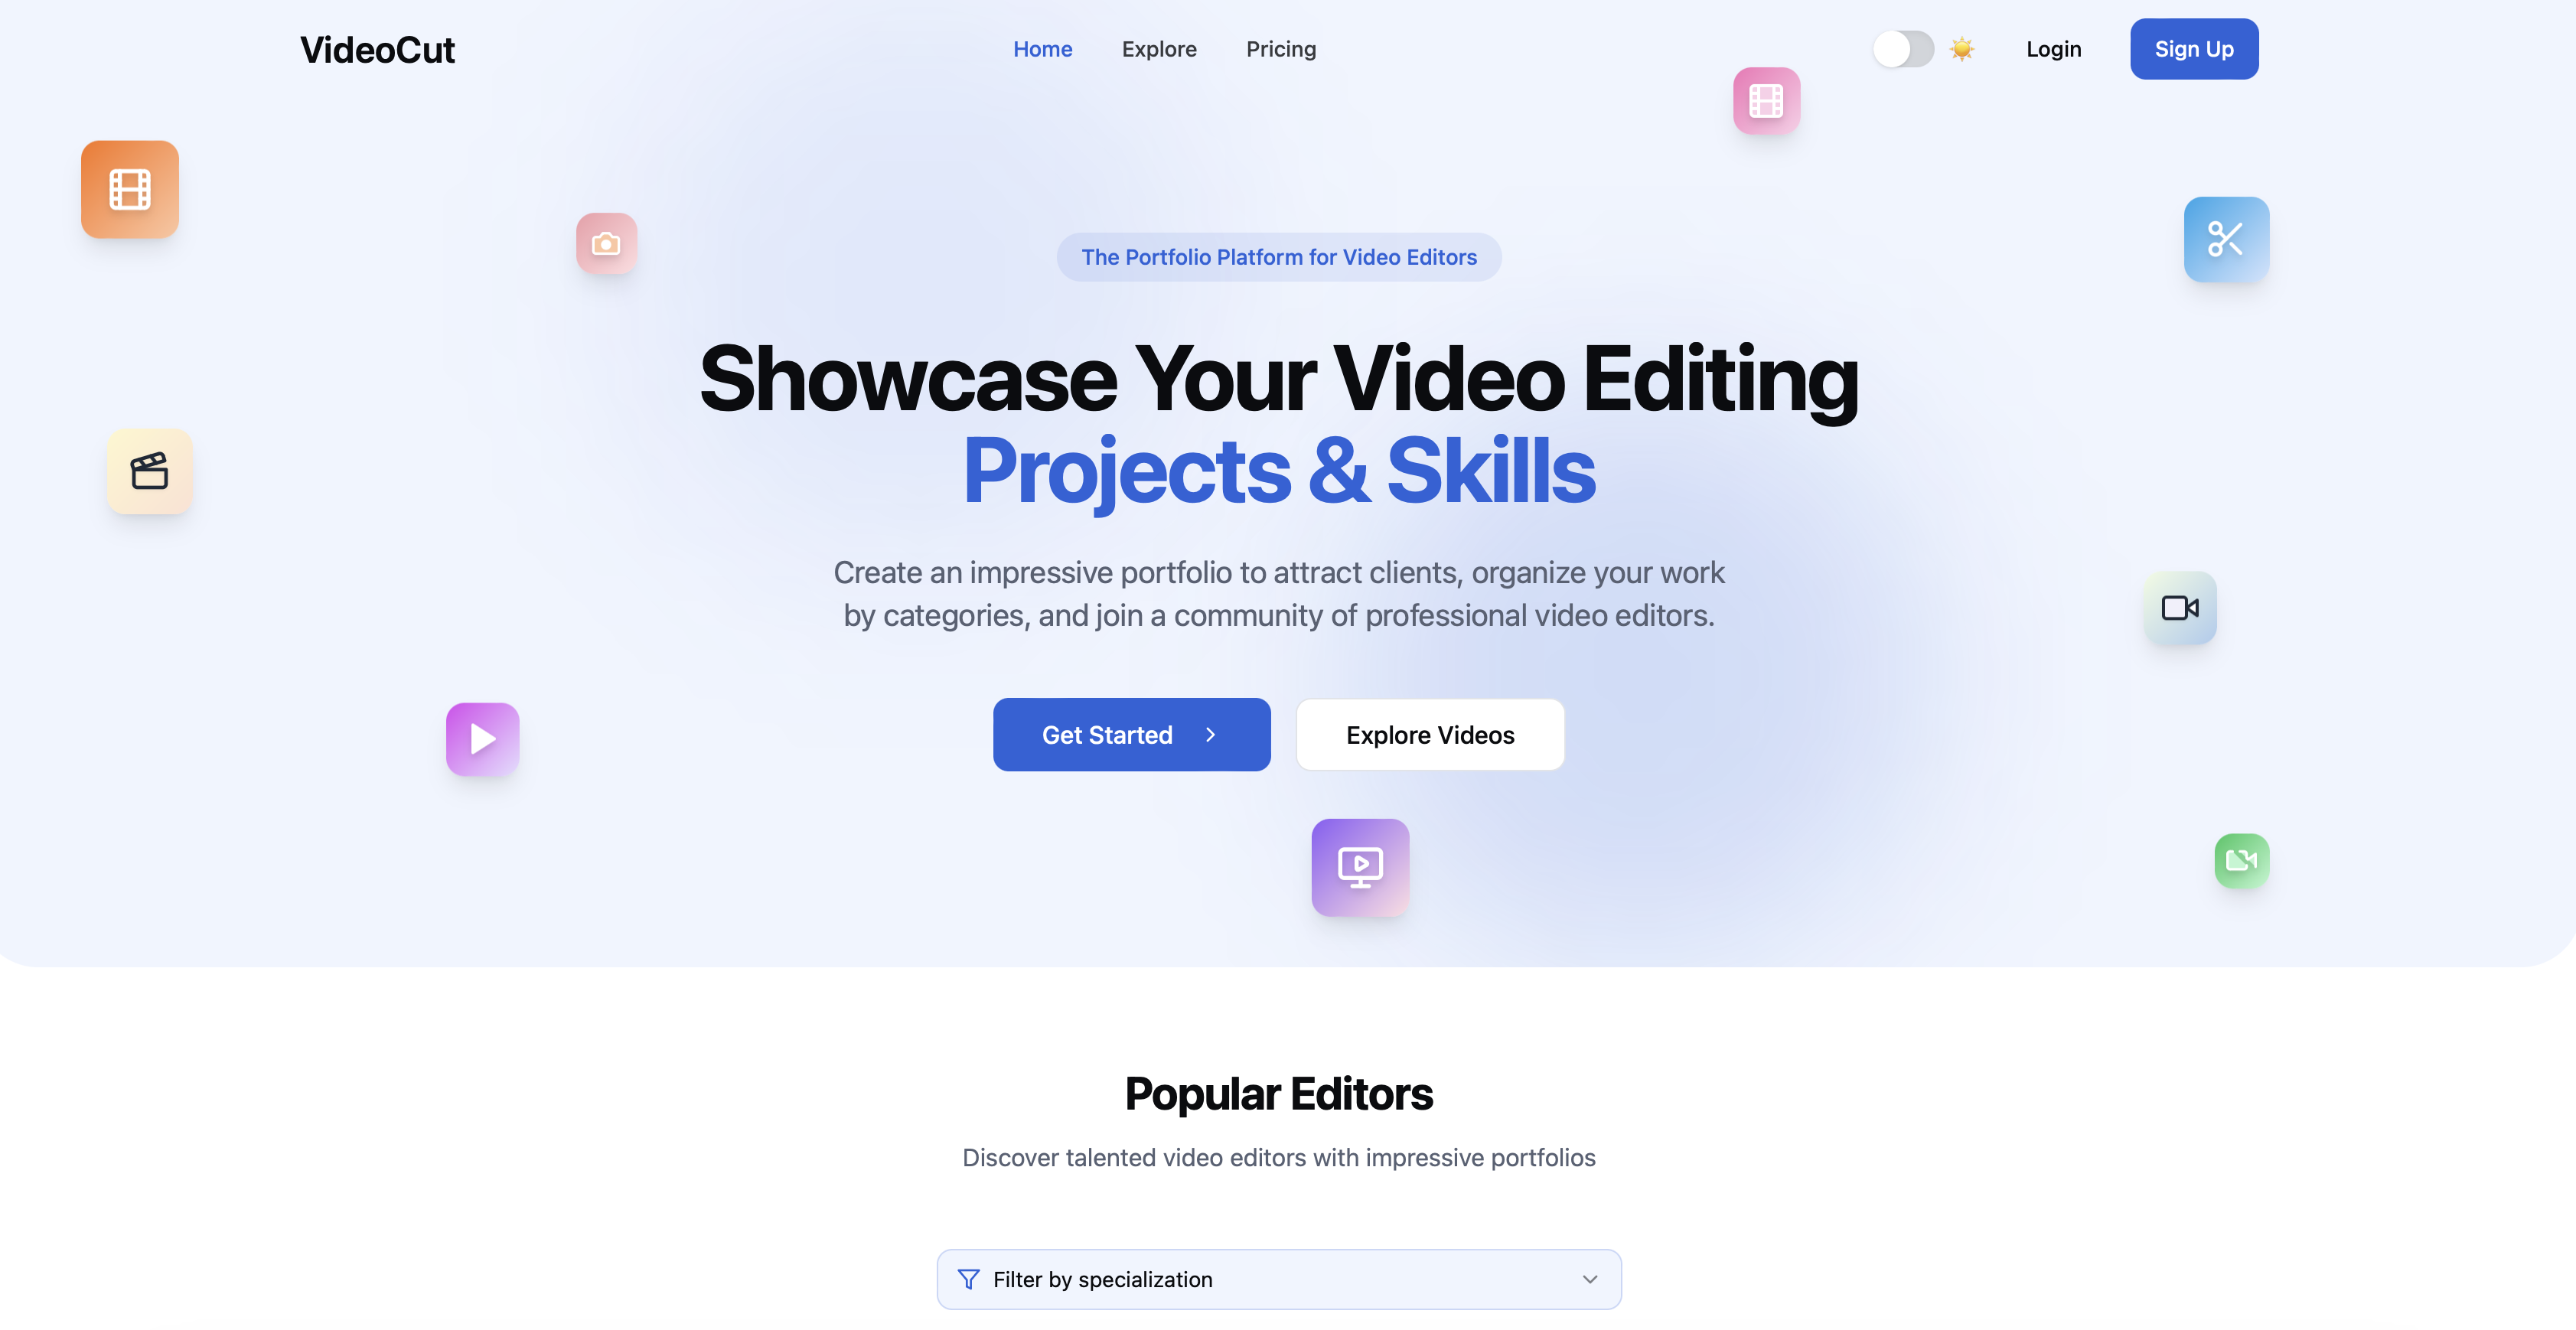 VideoCut
Home
Explore
Pricing
Login
Sign Up
The Portfolio Platform for Video Editors
Showcase Your Video Editing
Projects & Skills
Create an impressive portfolio to attract clients, organize your work
by categories, and join a community of professional video editors.
Get Started
Explore Videos
Popular Editors
Discover talented video editors with impressive portfolios
Filter by specialization